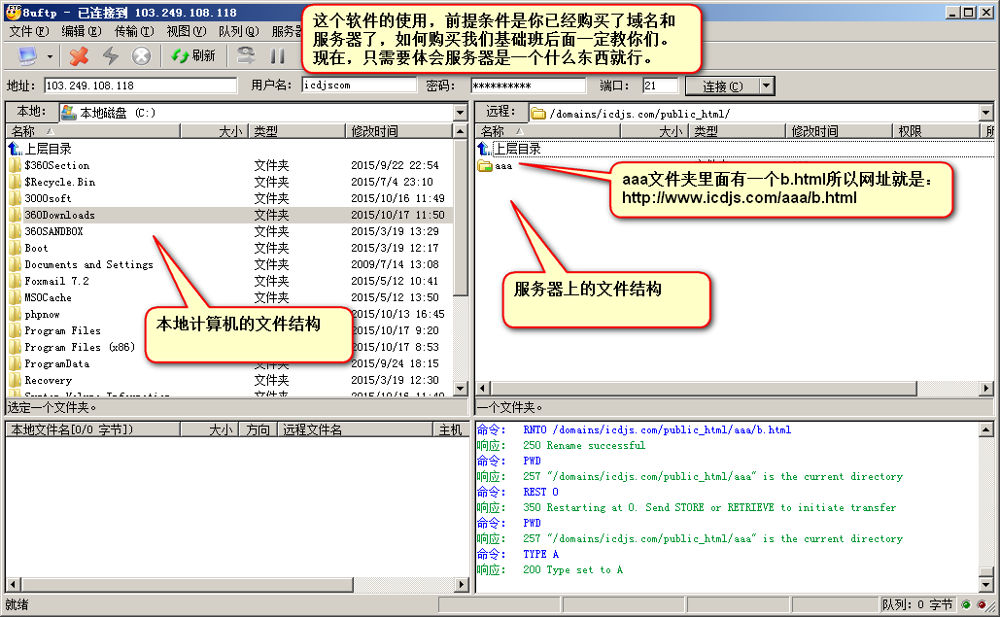 8uftp - 已连接到 103.249.108.118
文件(F) 编辑(E) 传输(T) 视图(V) 队列(Q) 服务器
这个软件的使用，前提条件是你已经购买了域名和
服务器了，如何购买我们基础班后面一定教你们。
现在，只需要体会服务器是一个什么东西就行。
刷新
地址: 103.249.108.118 用户名: icdjscom 密码: ********** 端口: 21 连接(C)
本地: 本地磁盘 (C:)
名称 大小 类型 修改时间
上层目录
$360Section 文件夹 2015/9/22 22:54
$Recycle.Bin 文件夹 2015/7/4 23:10
3000soft 文件夹 2015/10/16 11:49
360Downloads 文件夹 2015/10/17 11:50
360SANDBOX 文件夹 2015/3/19 13:29
Boot 文件夹 2015/3/19 12:17
Documents and Settings 文件夹 2009/7/14 13:08
Foxmail 7.2 文件夹 2015/5/12 10:41
MSOCache 文件夹 2015/5/12 13:50
phpnow 2015/10/13 16:45
Program Files 2015/10/17 9:20
Program Files (x86) 2015/10/17 8:53
ProgramData 文件夹 2015/9/24 18:15
Recovery 文件夹 2015/3/19 12:30
System Volume Information 文件夹 2015/10/16 11:49
本地计算机的文件结构
选定一个文件夹。
远程: /domains/icdjs.com/public_html/
名称 大小 类型 修改时间 权限 所
上层目录
aaa
aaa文件夹里面有一个b.html所以网址就是：
http://www.icdjs.com/aaa/b.html
服务器上的文件结构
一个文件夹。
本地文件名[0/0 字节]) 大小 方向 远程文件名 主机
命令: RNTO /domains/icdjs.com/public_html/aaa/b.html
响应: 250 Rename successful
命令: PWD
响应: 257 "/domains/icdjs.com/public_html/aaa" is the current directory
命令: REST 0
响应: 350 Restarting at 0. Send STORE or RETRIEVE to initiate transfer
命令: PWD
响应: 257 "/domains/icdjs.com/public_html/aaa" is the current directory
命令: TYPE A
响应: 200 Type set to A
就绪 队列: 0 字节